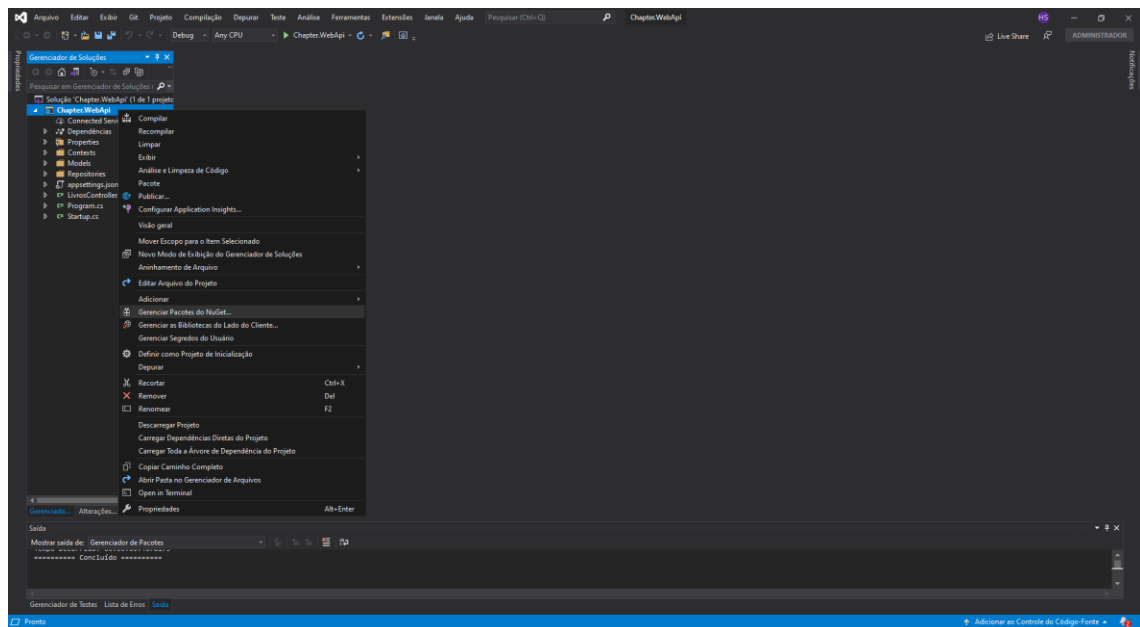 Arquivo Editar Exibir Git Projeto Compilação Depurar Teste Análise Ferramentas Extensões Janela Ajuda Pesquisar (Ctrl+Q) Chapter.WebApi HS
Debug Any CPU Chapter.WebApi Live Share ADMINISTRADOR
Propriedades
Notificações
Gerenciador de Soluções
Pesquisar em Gerenciador de Soluções
Solução 'Chapter.WebApi' (1 de 1 projeto
Chapter.WebApi
Connected Servi
Dependências
Properties
Contexts
Models
Repositories
appsettings.json
LivrosController
Program.cs
Startup.cs
Compilar
Recompilar
Limpar
Exibir
Análise e Limpeza de Código
Pacote
Publicar...
Configurar Application Insights...
Visão geral
Mover Escopo para o Item Selecionado
Novo Modo de Exibição do Gerenciador de Soluções
Aninhamento de Arquivo
Editar Arquivo do Projeto
Adicionar
Gerenciar Pacotes do NuGet...
Gerenciar as Bibliotecas do Lado do Cliente...
Gerenciar Segredos do Usuário
Definir como Projeto de Inicialização
Depurar
Recortar Ctrl+X
Remover Del
Renomear F2
Descarregar Projeto
Carregar Dependências Diretas do Projeto
Carregar Toda a Árvore de Dependência do Projeto
Copiar Caminho Completo
Abrir Pasta no Gerenciador de Arquivos
Open in Terminal
Propriedades Alt+Enter
Gerenciado... Alterações...
Saída
Mostrar saída de: Gerenciador de Pacotes
========== Concluído ==========
Gerenciador de Testes Lista de Erros Saída
Pronto Adicionar ao Controle do Código-Fonte 2